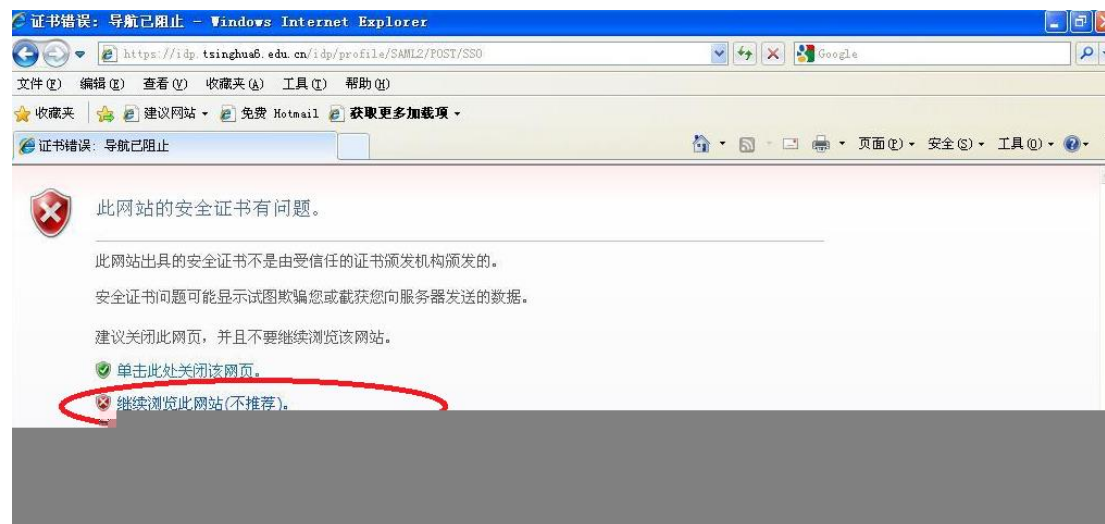 证书错误: 导航已阻止 - Windows Internet Explorer
https://idp.tsinghua6.edu.cn/idp/profile/SAML2/POST/SSO Google
文件(F) 编辑(E) 查看(V) 收藏夹(A) 工具(T) 帮助(H)
收藏夹 建议网站 免费 Hotmail 获取更多加载项
证书错误: 导航已阻止 页面(P) 安全(S) 工具(O)
此网站的安全证书有问题。
此网站出具的安全证书不是由受信任的证书颁发机构颁发的。
安全证书问题可能显示试图欺骗您或截获您向服务器发送的数据。
建议关闭此网页，并且不要继续浏览该网站。
单击此处关闭该网页。
继续浏览此网站(不推荐)。